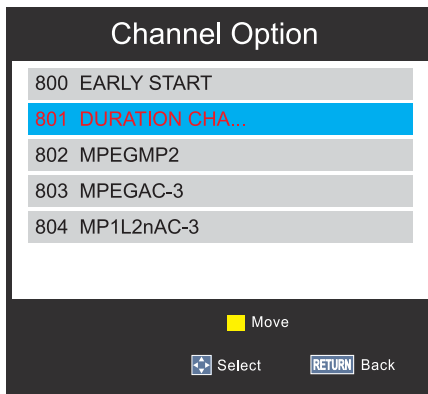 Channel Option
800 EARLY START
801 DURATION CHA...
802 MPEGMP2
803 MPEGAC-3
804 MP1L2nAC-3
Move
Select RETURN Back